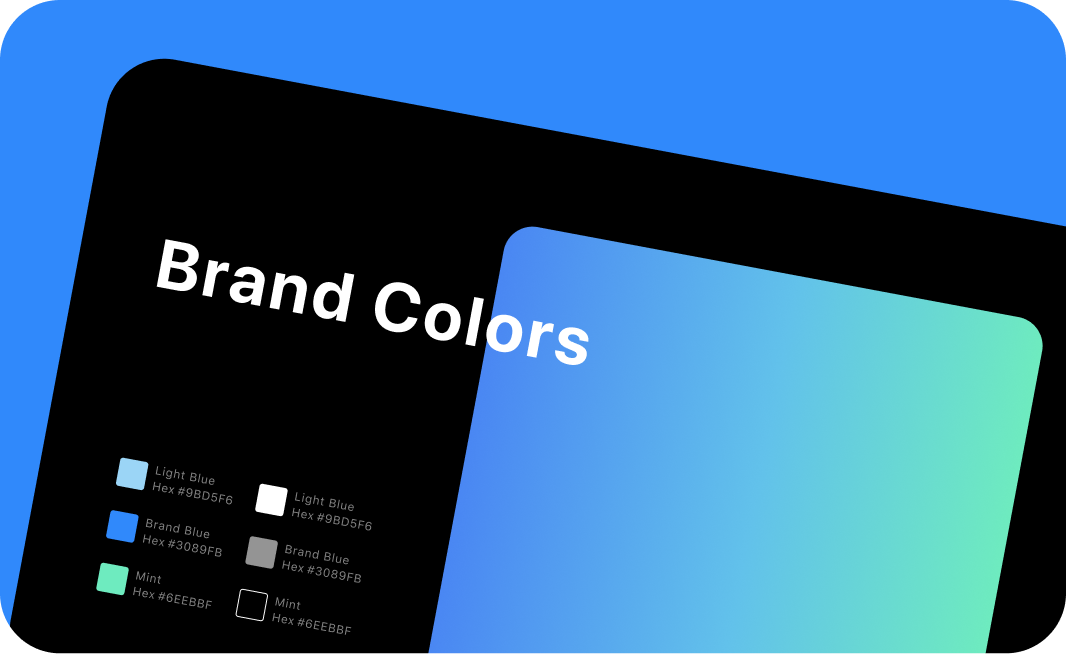 Brand Colors
Light Blue
Hex #9BD5F6
Brand Blue
Hex #3089FB
Mint
Hex #6EEBBF
Light Blue
Hex #9BD5F6
Brand Blue
Hex #3089FB
Mint
Hex #6EEBBF